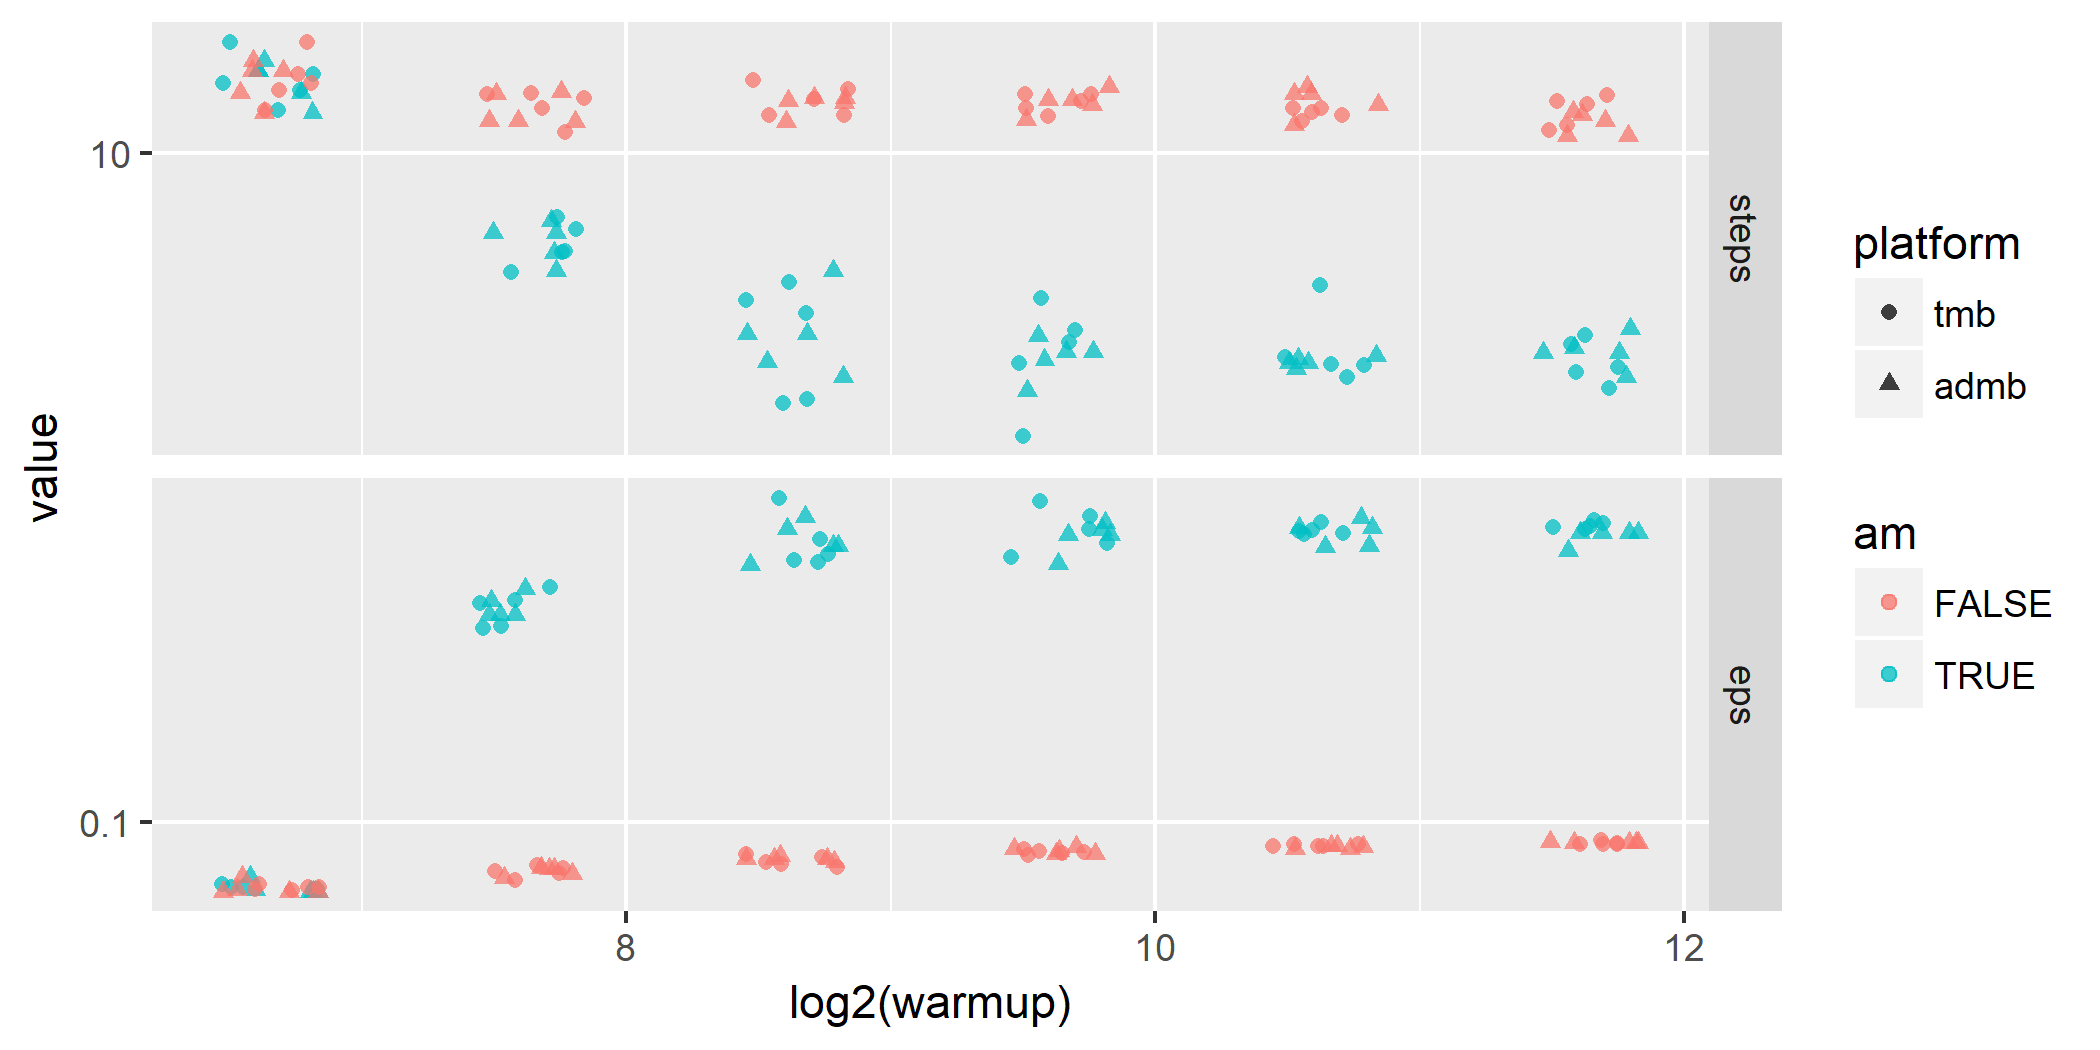 value
10
0.1
steps
eps
8
10
12
log2(warmup)
platform
tmb
admb
am
FALSE
TRUE